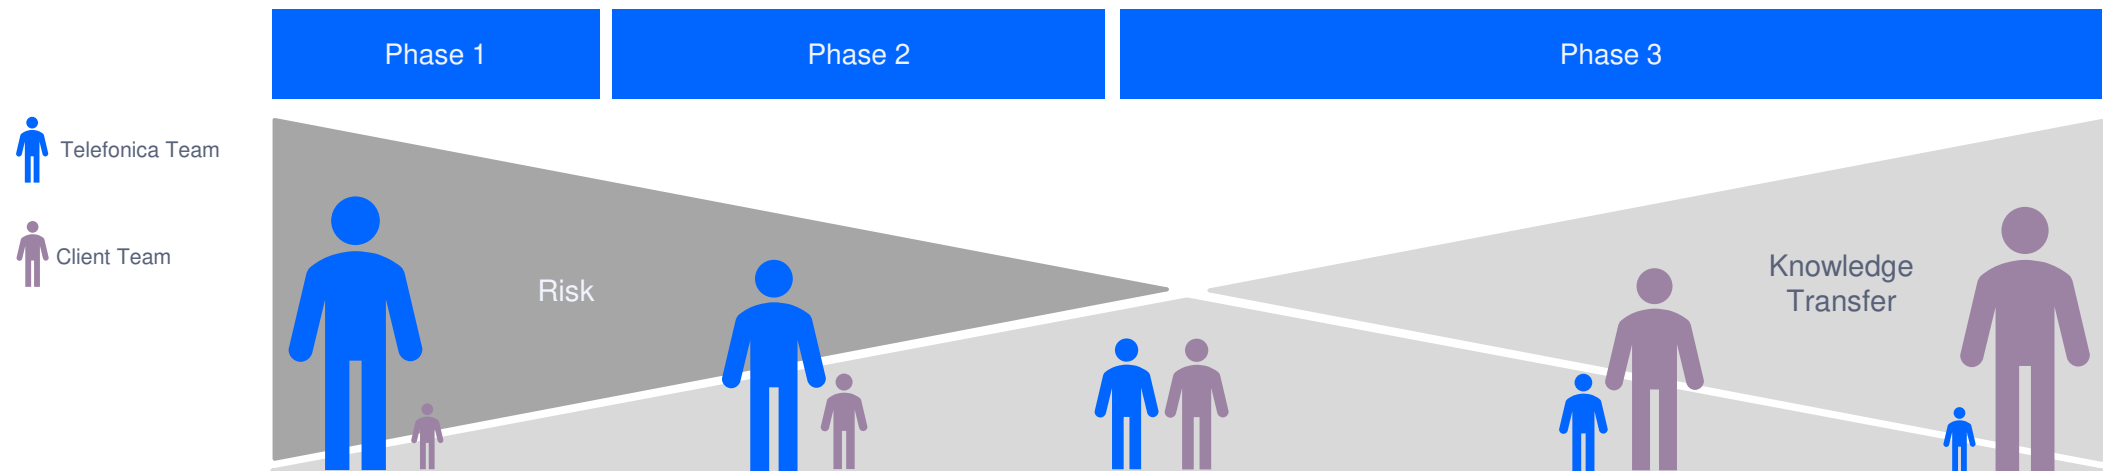 Phase 1
Phase 2
Phase 3
Telefonica Team
Client Team
Risk
Knowledge
Transfer